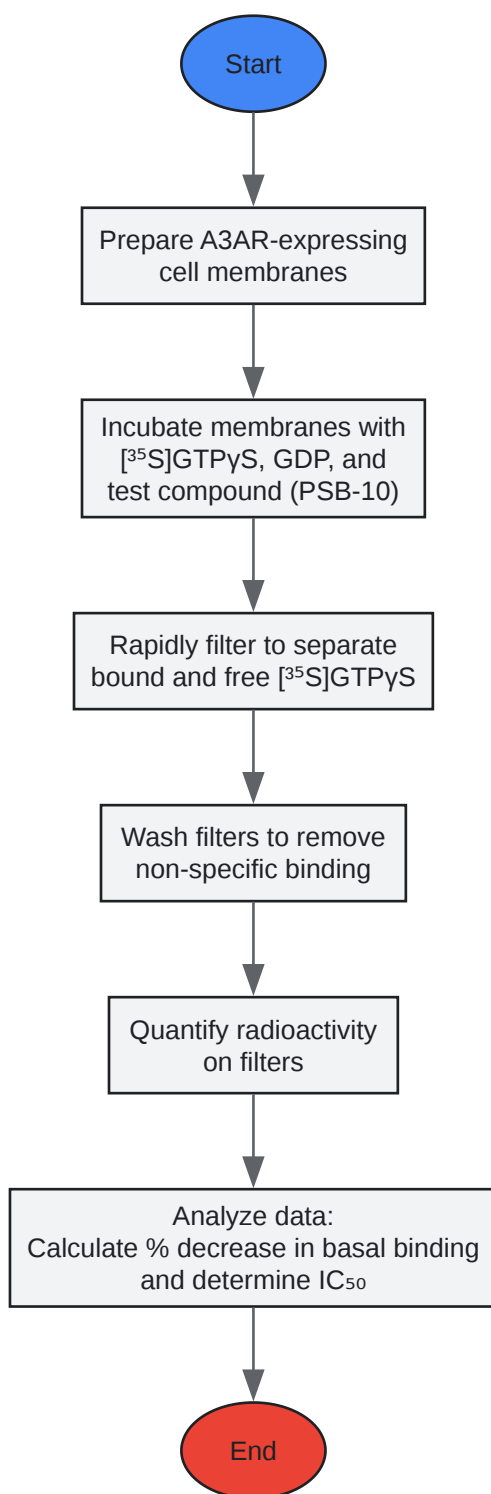 Start
Prepare A3AR-expressing
cell membranes
Incubate membranes with
[³⁵S]GTPγS, GDP, and
test compound (PSB-10)
Rapidly filter to separate
bound and free [³⁵S]GTPγS
Wash filters to remove
non-specific binding
Quantify radioactivity
on filters
Analyze data:
Calculate % decrease in basal binding
and determine IC₅₀
End